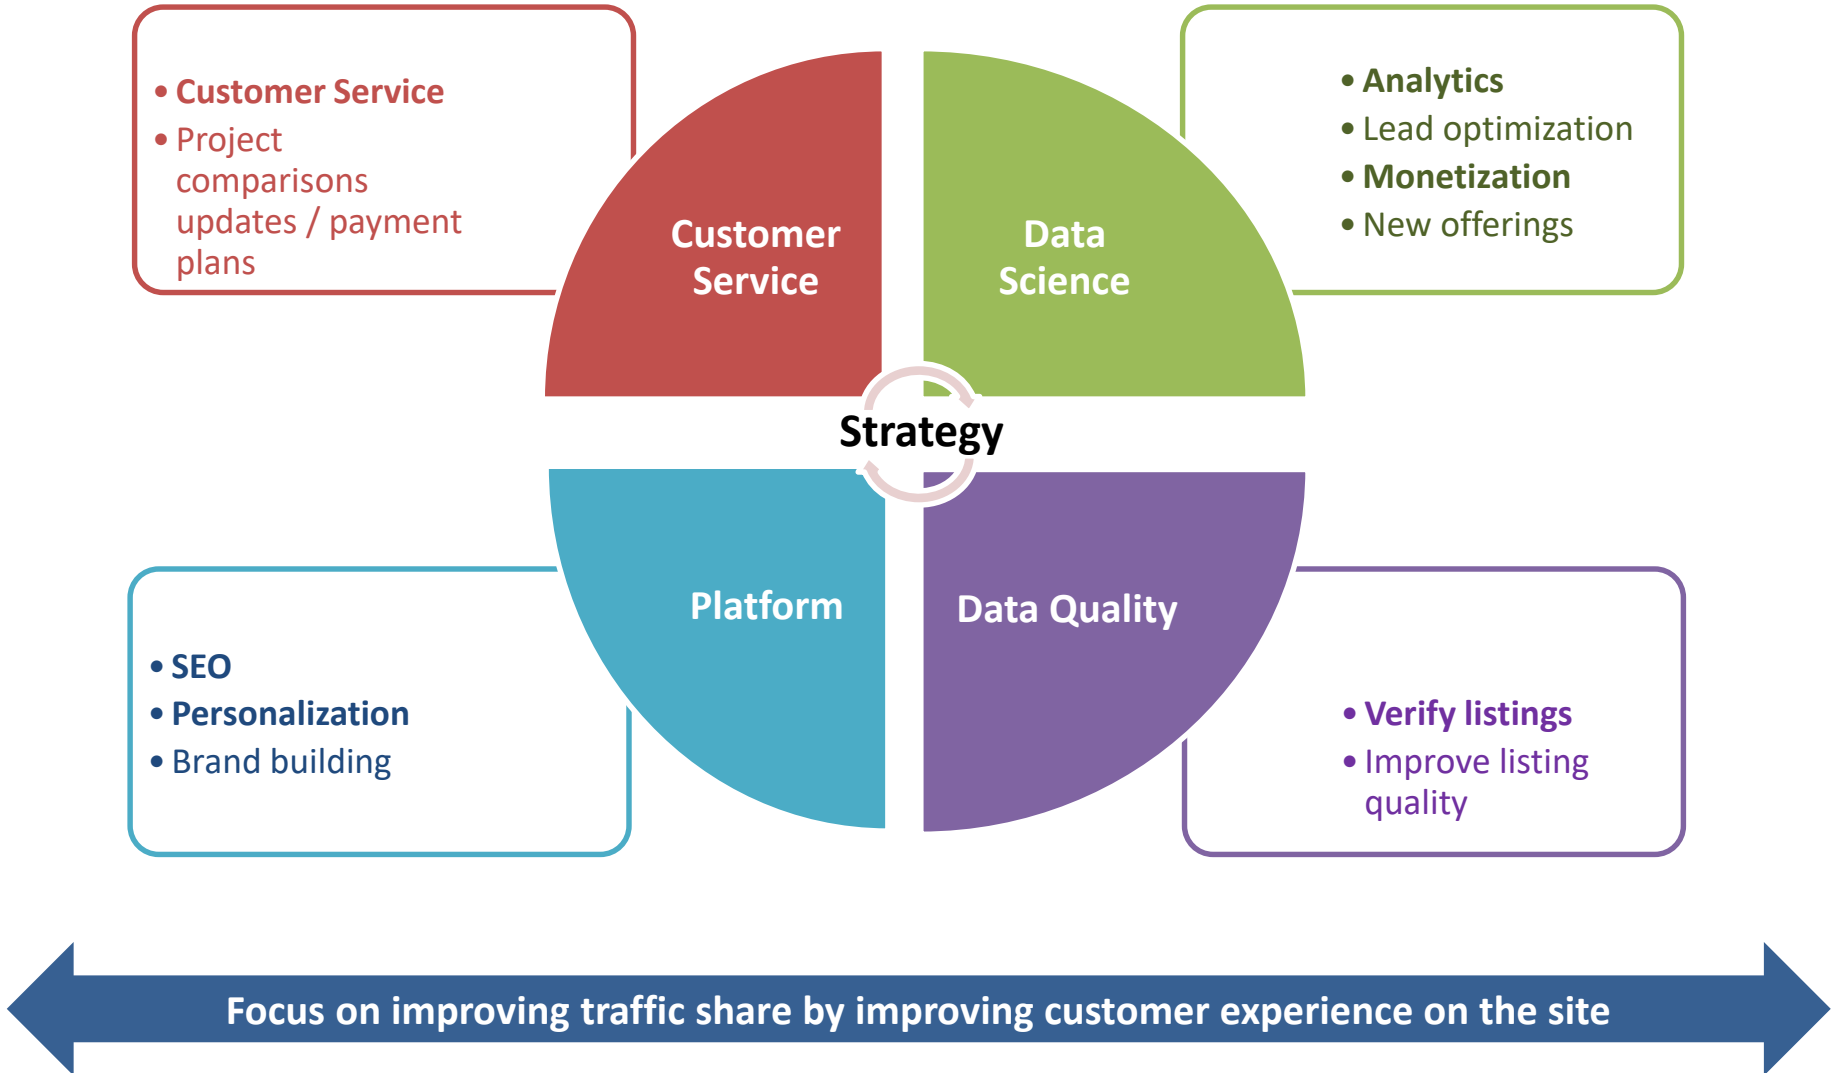 • Customer Service
• Project
comparisons
updates / payment
plans
• Analytics
• Lead optimization
• Monetization
• New offerings
Customer
Service
Data
Science
Strategy
Platform
Data Quality
• SEO
• Personalization
• Brand building
• Verify listings
• Improve listing
quality
Focus on improving traffic share by improving customer experience on the site